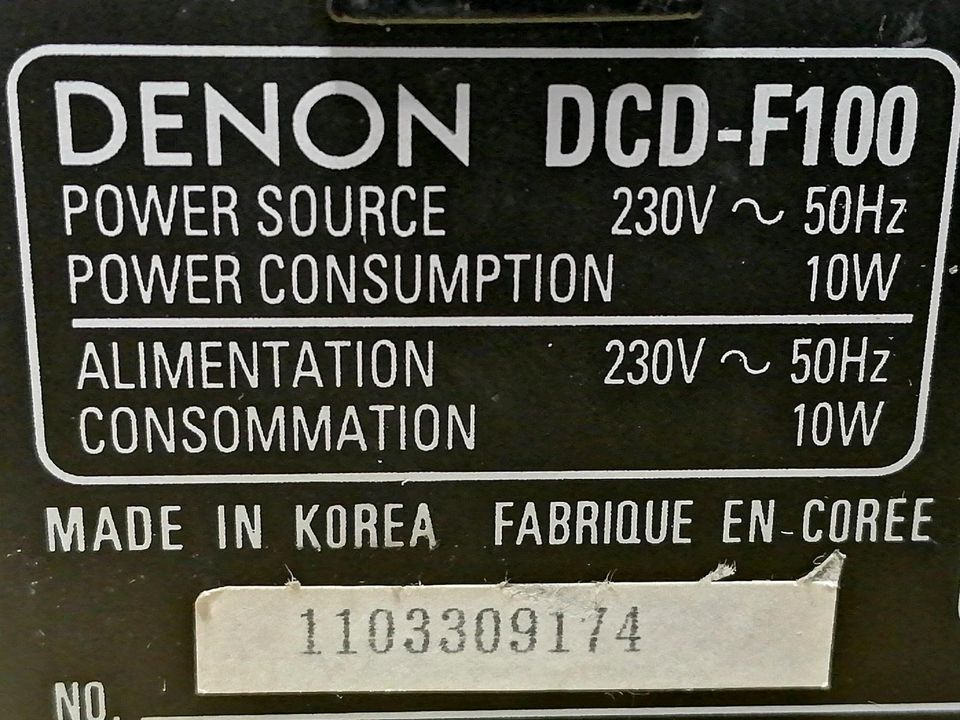 DENON DCD-F100
POWER SOURCE 230V ~ 50Hz
POWER CONSUMPTION 10W
ALIMENTATION 230V ~ 50Hz
CONSOMMATION 10W
MADE IN KOREA FABRIQUE EN COREE
1103309174
NO.